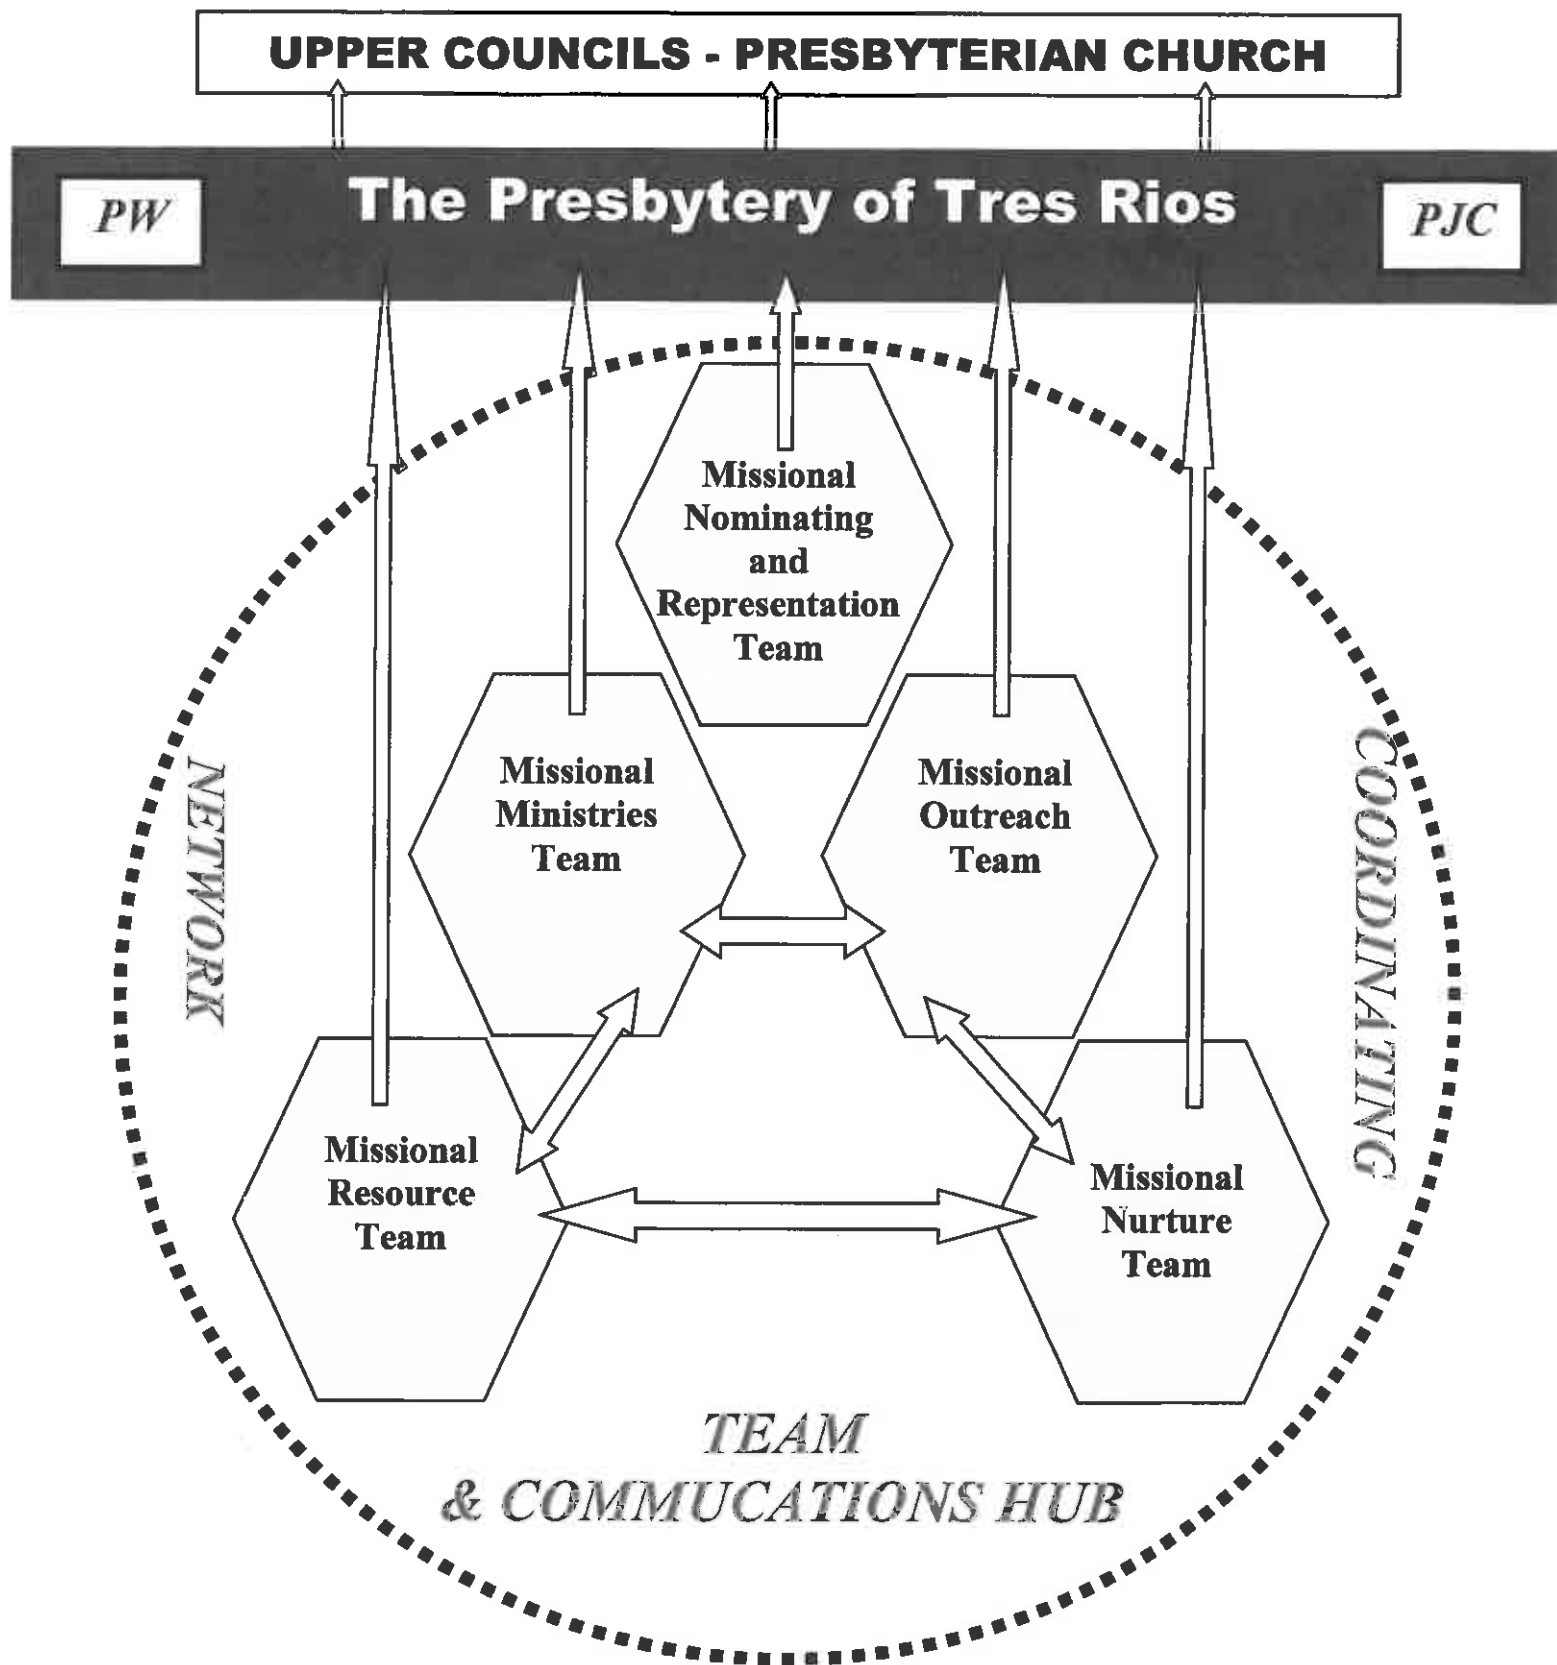 UPPER COUNCILS - PRESBYTERIAN CHURCH
PW
The Presbytery of Tres Rios
PJC
Missional
Nominating
and
Representation
Team
Missional
Ministries
Team
Missional
Outreach
Team
NETWORK
COORDINATING
Missional
Resource
Team
Missional
Nurture
Team
TEAM
& COMMUCATIONS HUB